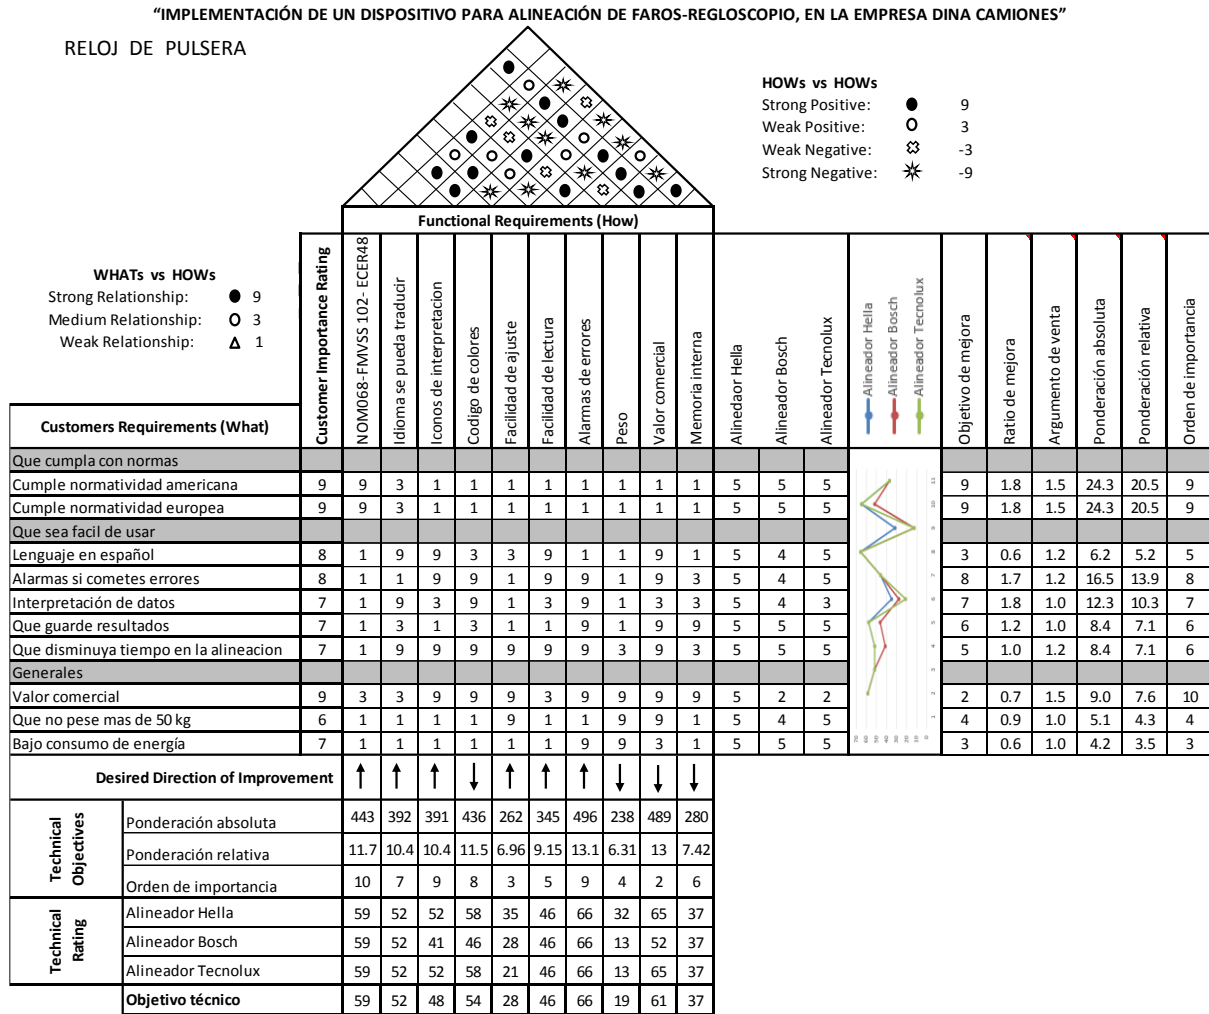 “IMPLEMENTACIÓN DE UN DISPOSITIVO PARA ALINEACIÓN DE FAROS-REGLOSCOPIO, EN LA EMPRESA DINA CAMIONES”
RELOJ DE PULSERA
HOWs vs HOWs
Strong Positive: 9
Weak Positive: 3
Weak Negative: -3
Strong Negative: -9
Functional Requirements (How)
WHATs vs HOWs
Strong Relationship: 9
Medium Relationship: 3
Weak Relationship: 1
Customers Requirements (What)
Customer Importance Rating
NOM068-FMVSS 102- ECER48
Idioma se pueda traducir
Iconos de interpretacion
Codigo de colores
Facilidad de ajuste
Facilidad de lectura
Alarmas de errores
Peso
Valor comercial
Memoria interna
Alinedaor Hella
Alineador Bosch
Alineador Tecnolux
Alineador Hella
Alineador Bosch
Alineador Tecnolux
Objetivo de mejora
Ratio de mejora
Argumento de venta
Ponderación absoluta
Ponderación relativa
Orden de importancia
Que cumpla con normas
Cumple normatividad americana 9 9 3 1 1 1 1 1 1 1 1 5 5 5 9 1.8 1.5 24.3 20.5 9
Cumple normatividad europea 9 9 3 1 1 1 1 1 1 1 1 5 5 5 9 1.8 1.5 24.3 20.5 9
Que sea facil de usar
Lenguaje en español 8 1 9 9 3 3 9 1 1 9 1 5 4 5 3 0.6 1.2 6.2 5.2 5
Alarmas si cometes errores 8 1 1 9 9 1 9 9 1 9 3 5 4 5 8 1.7 1.2 16.5 13.9 8
Interpretación de datos 7 1 9 3 9 1 3 9 1 3 3 5 4 3 7 1.8 1.0 12.3 10.3 7
Que guarde resultados 7 1 3 1 3 1 1 9 1 9 9 5 5 5 6 1.2 1.0 8.4 7.1 6
Que disminuya tiempo en la alineacion 7 1 9 9 9 9 9 9 3 9 3 5 5 5 5 1.0 1.2 8.4 7.1 6
Generales
Valor comercial 9 3 3 9 9 9 3 9 9 9 9 5 2 2 2 0.7 1.5 9.0 7.6 10
Que no pese mas de 50 kg 6 1 1 1 1 9 1 1 9 9 1 5 4 5 4 0.9 1.0 5.1 4.3 4
Bajo consumo de energía 7 1 1 1 1 1 1 9 9 3 1 5 5 5 3 0.6 1.0 4.2 3.5 3
11
10
9
8
7
6
5
4
3
2
1
70 60 50 40 30 20 10 0
Desired Direction of Improvement
Technical Objectives
Ponderación absoluta 443 392 391 436 262 345 496 238 489 280
Ponderación relativa 11.7 10.4 10.4 11.5 6.96 9.15 13.1 6.31 13 7.42
Orden de importancia 10 7 9 8 3 5 9 4 2 6
Technical Rating
Alineador Hella 59 52 52 58 35 46 66 32 65 37
Alineador Bosch 59 52 41 46 28 46 66 13 52 37
Alineador Tecnolux 59 52 52 58 21 46 66 13 65 37
Objetivo técnico 59 52 48 54 28 46 66 19 61 37